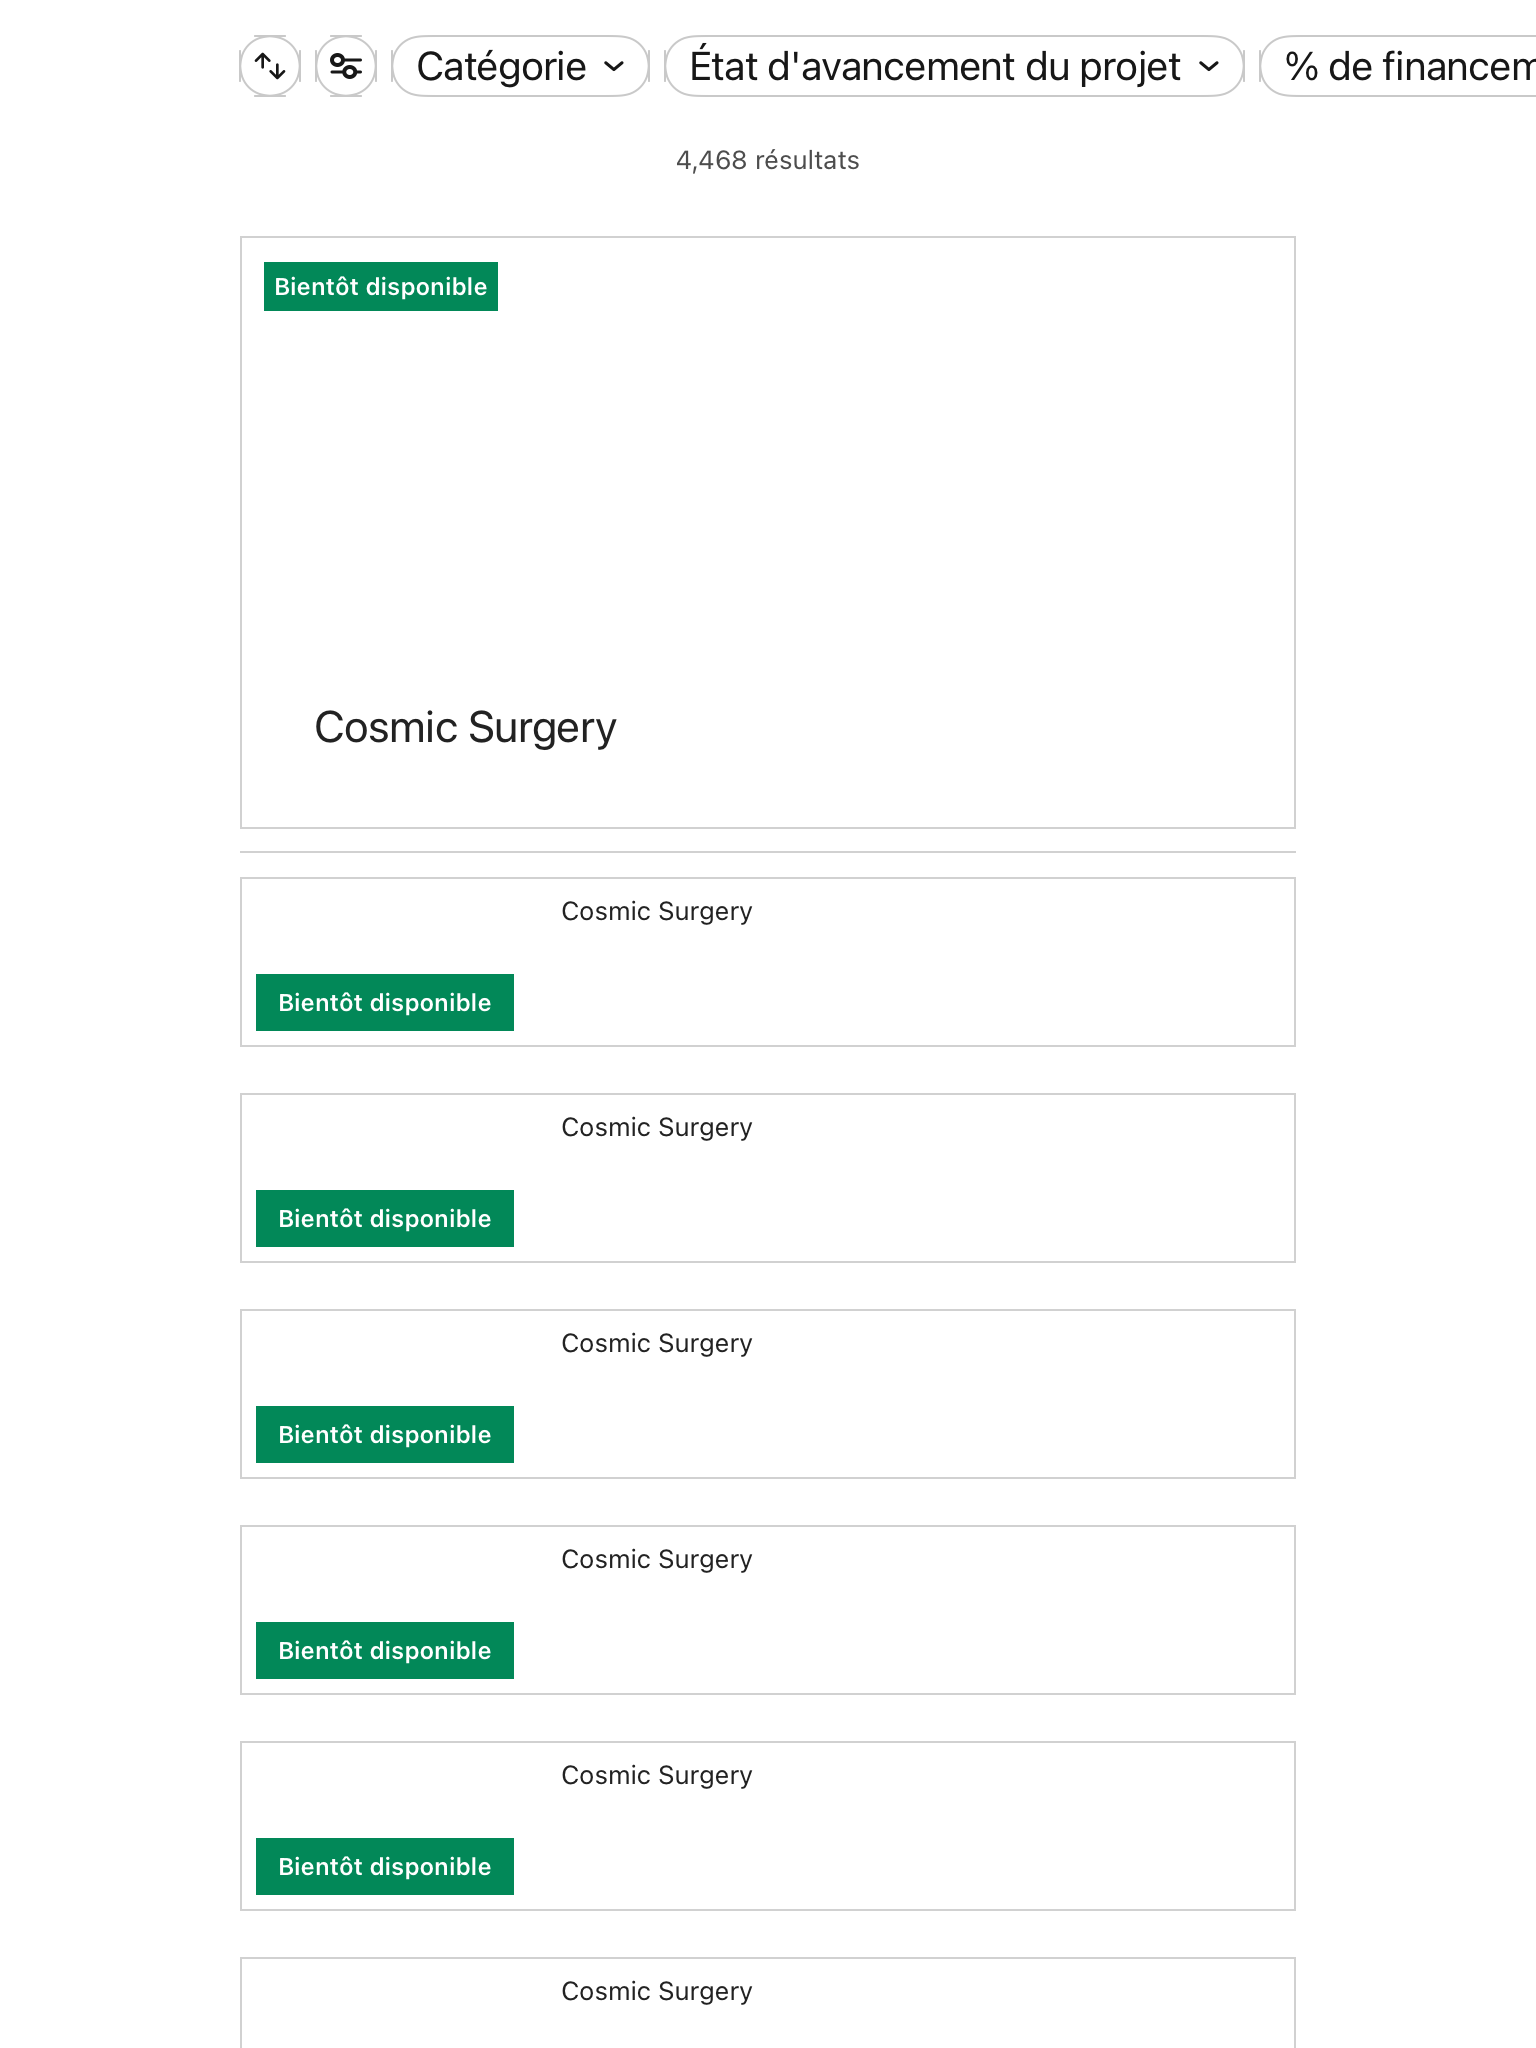 Catégorie
État d'avancement du projet
% de financem
4,468 résultats
Bientôt disponible
Cosmic Surgery
Cosmic Surgery
Bientôt disponible
Cosmic Surgery
Bientôt disponible
Cosmic Surgery
Bientôt disponible
Cosmic Surgery
Bientôt disponible
Cosmic Surgery
Bientôt disponible
Cosmic Surgery